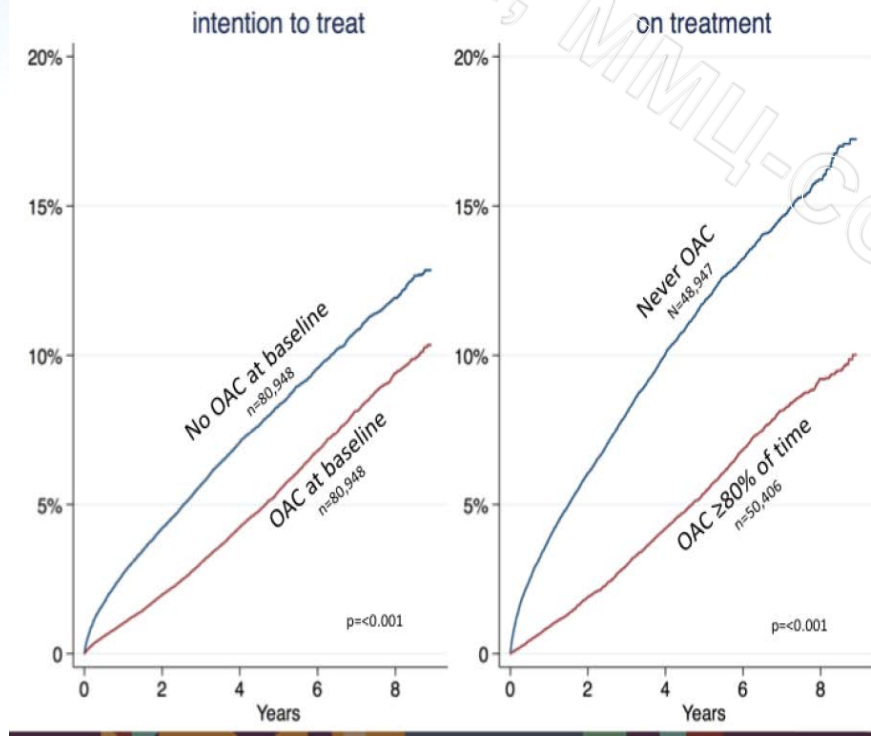 intention to treat
20%
15%
10%
5%
0
No OAC at baseline
n=80,948
OAC at baseline
n=80,948
p=<0.001
0 2 4 6 8
Years
on treatment
20%
15%
10%
5%
0
Never OAC
N=48,947
OAC ≥80% of time
n=50,406
p=<0.001
0 2 4 6 8
Years
, ММЦ-Со